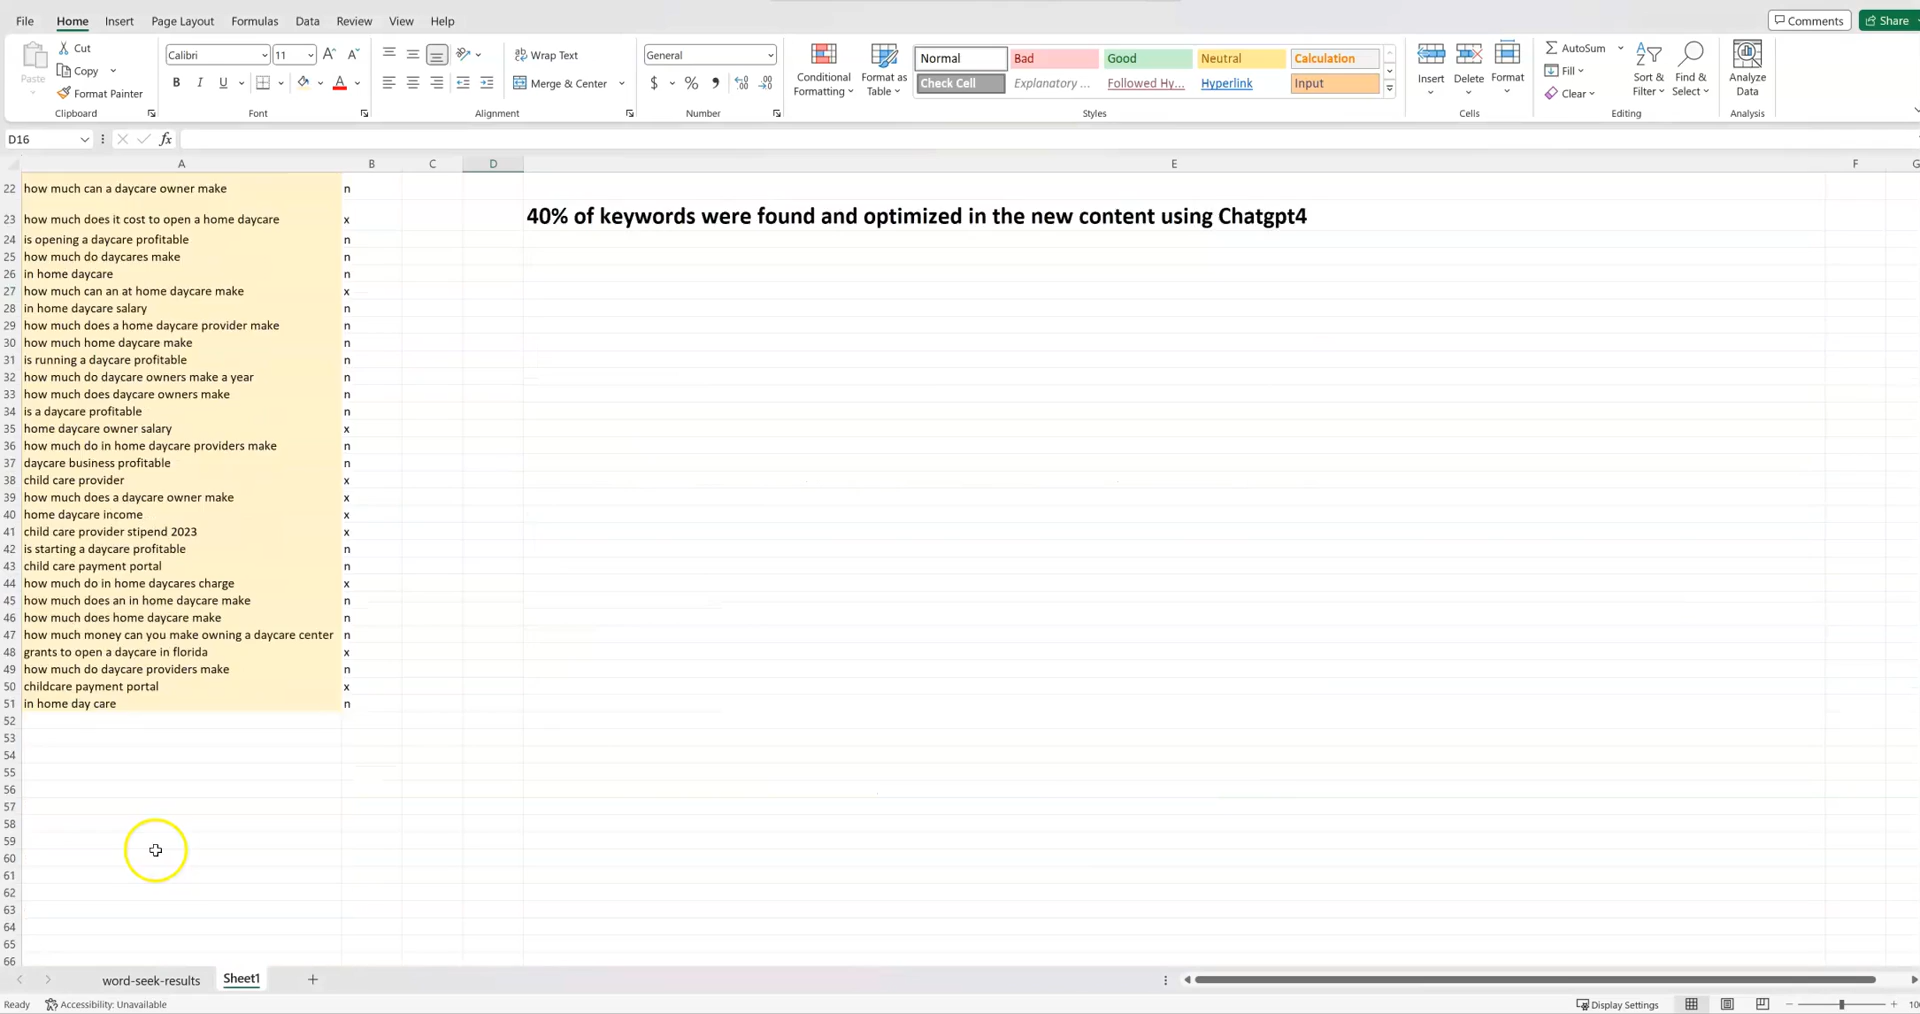 File Home Insert Page Layout Formulas Data Review View Help Comments Share
Paste Cut Copy Format Painter Clipboard
Calibri 11 A A B I U A Font
Wrap Text Merge & Center Alignment
General $ % Number
Conditional Formatting Format as Table
Normal Bad Good Neutral Calculation
Check Cell Explanatory ... Followed Hy... Hyperlink Input
Styles
Insert Delete Format Cells
AutoSum Fill Clear Sort & Filter Find & Select Editing
Analyze Data Analysis
D16 fx
A B C D E F G
22 how much can a daycare owner make n
23 how much does it cost to open a home daycare x 40% of keywords were found and optimized in the new content using Chatgpt4
24 is opening a daycare profitable n
25 how much do daycares make n
26 in home daycare n
27 how much can an at home daycare make x
28 in home daycare salary n
29 how much does a home daycare provider make n
30 how much home daycare make n
31 is running a daycare profitable n
32 how much do daycare owners make a year n
33 how much does daycare owners make n
34 is a daycare profitable n
35 home daycare owner salary x
36 how much do in home daycare providers make n
37 daycare business profitable n
38 child care provider x
39 how much does a daycare owner make x
40 home daycare income x
41 child care provider stipend 2023 x
42 is starting a daycare profitable n
43 child care payment portal n
44 how much do in home daycares charge x
45 how much does an in home daycare make n
46 how much does home daycare make n
47 how much money can you make owning a daycare center n
48 grants to open a daycare in florida x
49 how much do daycare providers make n
50 childcare payment portal x
51 in home day care n
52
53
54
55
56
57
58
59
60
61
62
63
64
65
66
word-seek-results Sheet1 +
Ready Accessibility: Unavailable Display Settings